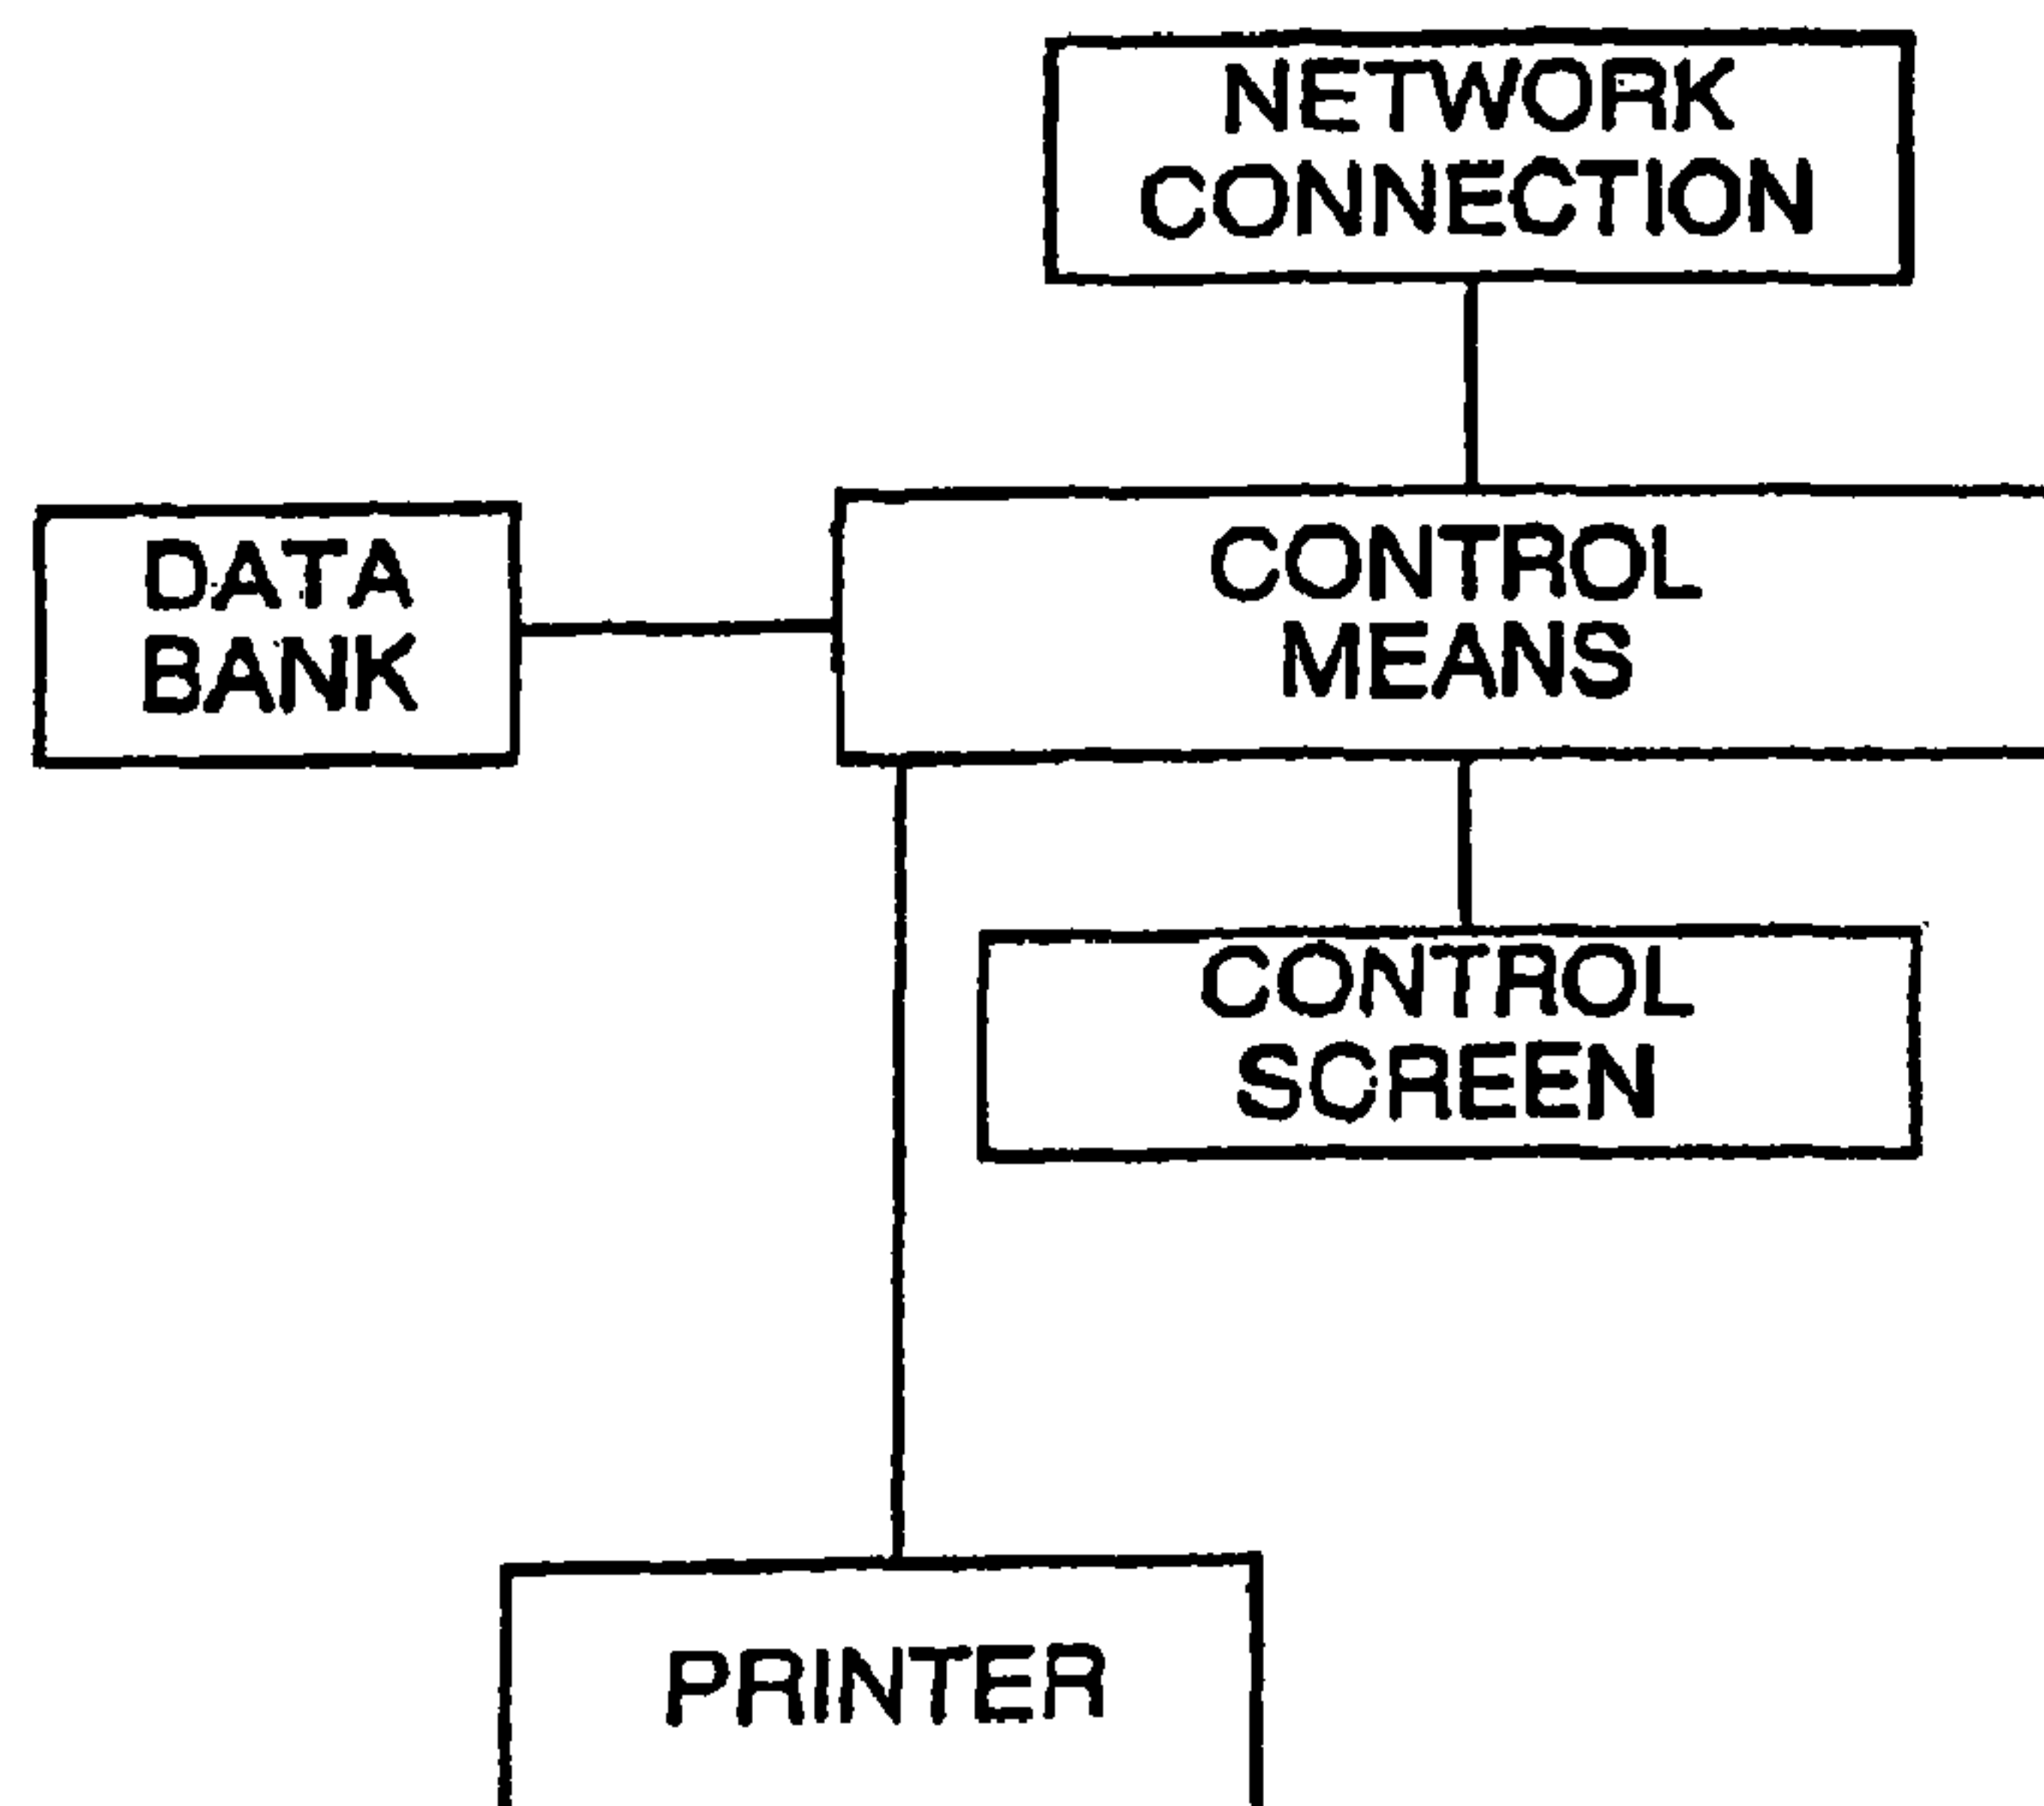 NETWORK
CONNECTION
DATA
BANK
CONTROL
MEANS
CONTROL
SCREEN
PRINTER